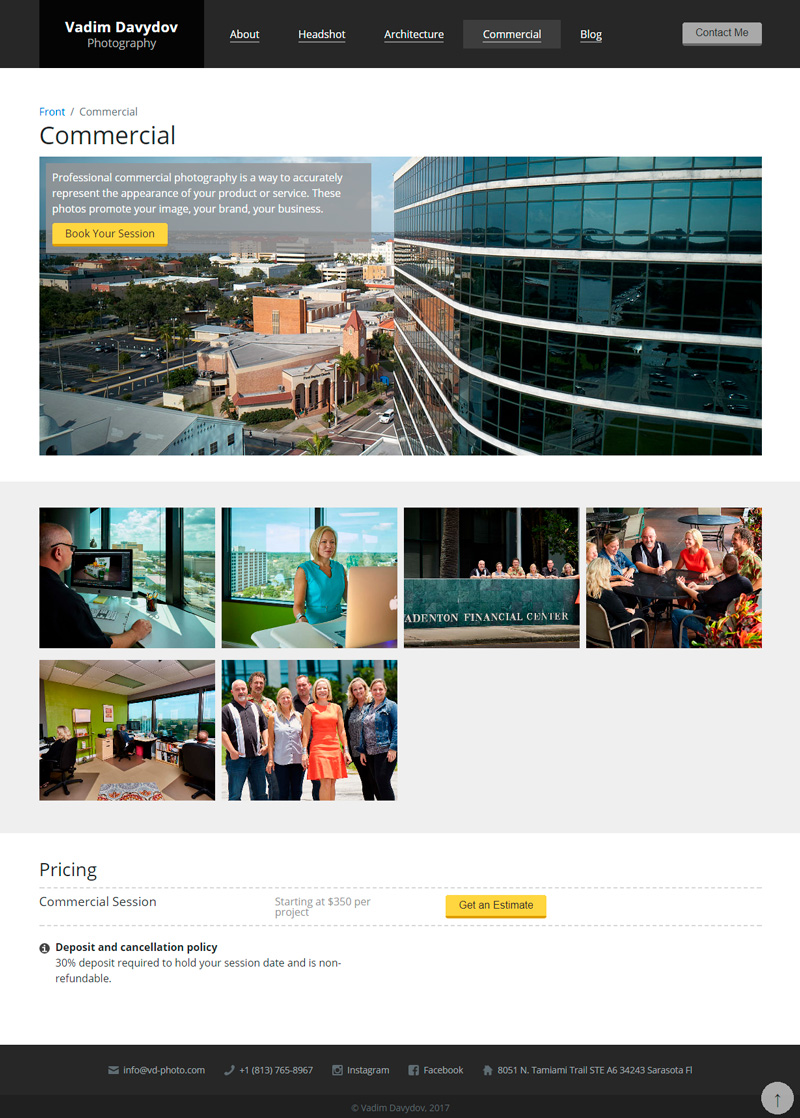 Vadim Davydov
Photography
About
Headshot
Architecture
Commercial
Blog
Contact Me
Front / Commercial
Commercial
Professional commercial photography is a way to accurately
represent the appearance of your product or service. These
photos promote your image, your brand, your business.
Book Your Session
ADENTON FINANCIAL CENTER
Pricing
Commercial Session
Starting at $350 per
project
Get an Estimate
Deposit and cancellation policy
30% deposit required to hold your session date and is non-
refundable.
info@vd-photo.com
+1 (813) 765-8967
Instagram
Facebook
8051 N. Tamiami Trail STE A6 34243 Sarasota Fl
© Vadim Davydov, 2017